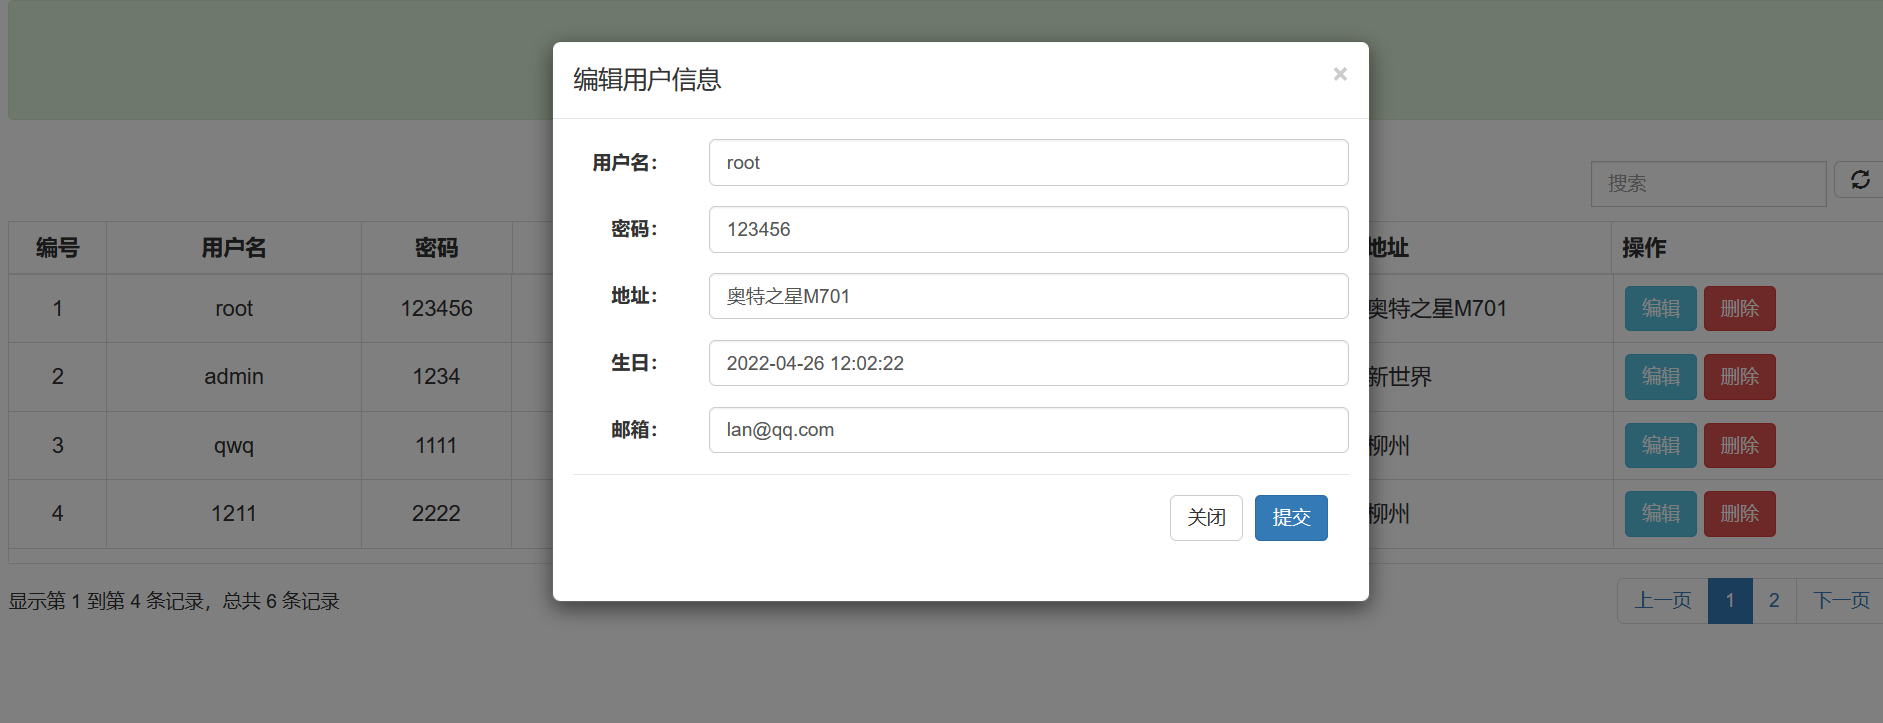 编辑用户信息 ×
用户名： root
密码： 123456
地址： 奥特之星M701
生日： 2022-04-26 12:02:22
邮箱： lan@qq.com
关闭 提交
搜索
编号 用户名 密码 地址 操作
1 root 123456 奥特之星M701 编辑 删除
2 admin 1234 新世界 编辑 删除
3 qwq 1111 柳州 编辑 删除
4 1211 2222 柳州 编辑 删除
显示第 1 到第 4 条记录，总共 6 条记录
上一页 1 2 下一页